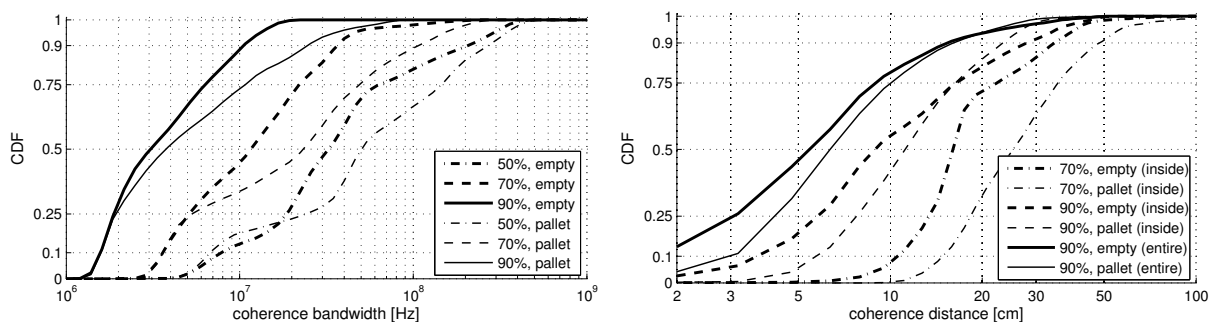 1
0.9
0.75
0.5
0.25
0.1
0
CDF
10^6
10^7
10^8
10^9
coherence bandwidth [Hz]
50%, empty
70%, empty
90%, empty
50%, pallet
70%, pallet
90%, pallet
1
0.9
0.75
0.5
0.25
0.1
0
CDF
2
3
5
10
20
30
50
100
coherence distance [cm]
70%, empty (inside)
70%, pallet (inside)
90%, empty (inside)
90%, pallet (inside)
90%, empty (entire)
90%, pallet (entire)